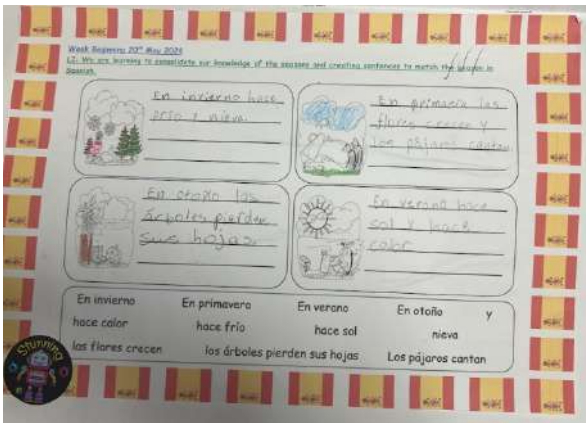 Week Beginning 20th May 2024
LI: We are learning to consolidate our knowledge of the seasons and creating sentences to match the season in
Spanish.
En invierno hace
frío y nieva.
En primavera las
flores crecen y
los pájaros cantan
En otoño las
árboles pierden
sus hojas.
En verano hace
sol y hace
calor
En invierno En primavera En verano En otoño y
hace calor hace frío hace sol nieva
las flores crecen los árboles pierden sus hojas Los pájaros cantan
Stunning